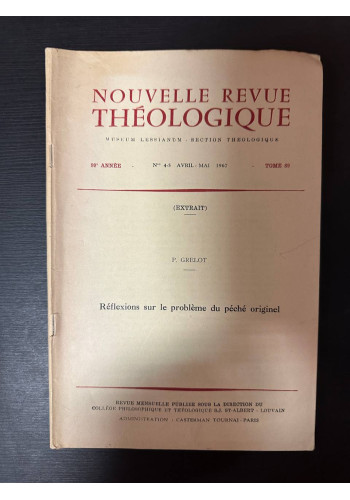 NOUVELLE REVUE
THÉOLOGIQUE
MUSEUM LESSIANUM - SECTION THÉOLOGIQUE
99e ANNÉE - Nos 4-5 AVRIL - MAI 1967 - TOME 89
(EXTRAIT)
P. GRELOT
Réflexions sur le problème du péché originel
REVUE MENSUELLE PUBLIÉE SOUS LA DIRECTION DU
COLLÈGE PHILOSOPHIQUE ET THÉOLOGIQUE S.J. ST-ALBERT - LOUVAIN
ADMINISTRATION - CASTERMAN TOURNAI - PARIS